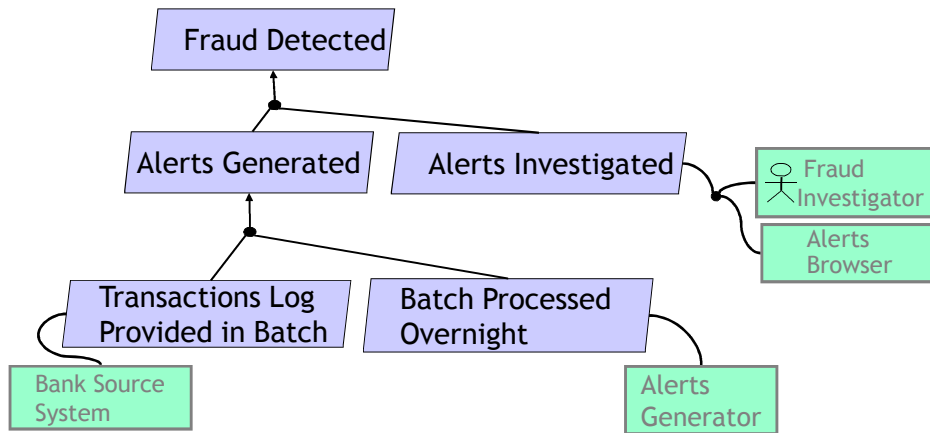 Fraud Detected
Alerts Generated
Alerts Investigated
Fraud
Investigator
Alerts
Browser
Transactions Log
Provided in Batch
Batch Processed
Overnight
Bank Source
System
Alerts
Generator